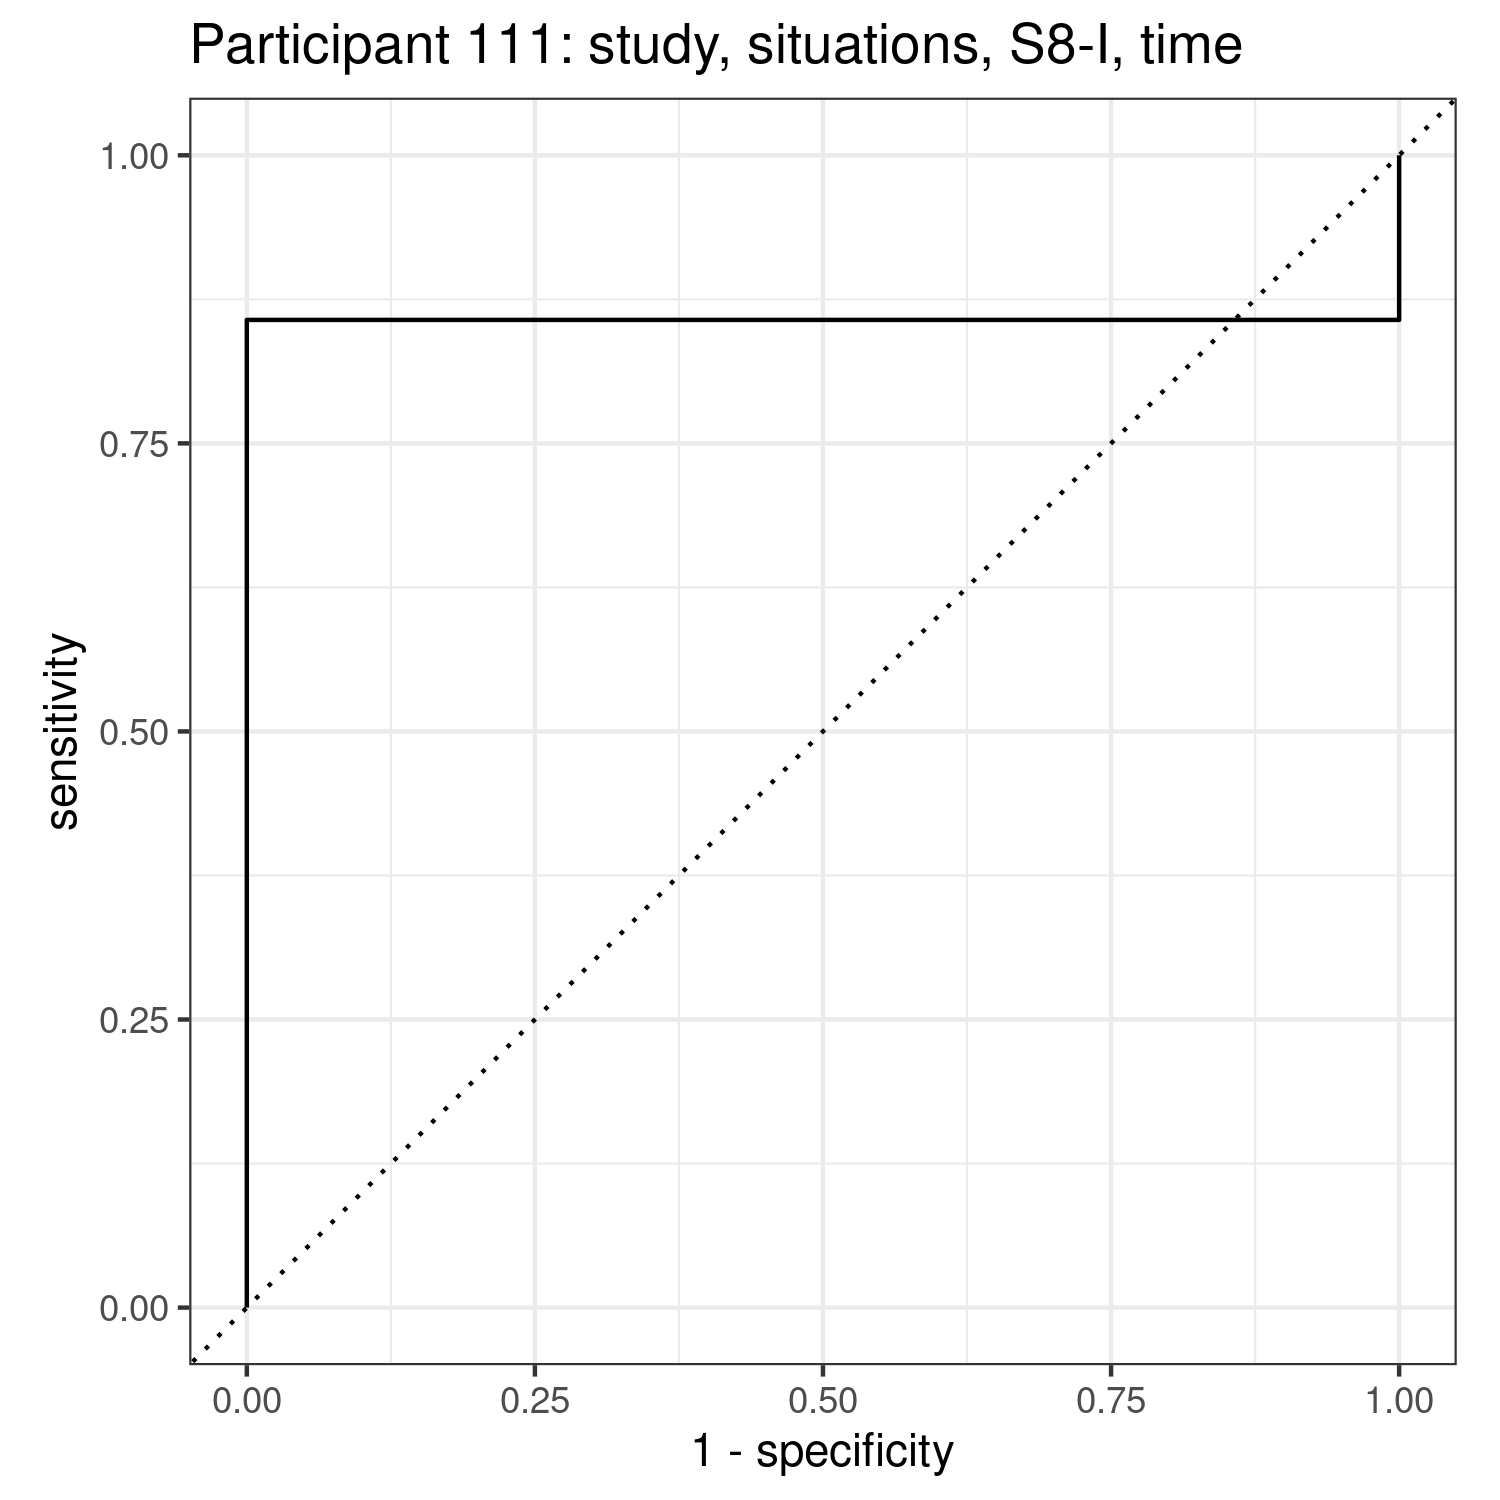 Participant 111: study, situations, S8-I, time
1.00
0.75
0.50
0.25
0.00
sensitivity
0.00 0.25 0.50 0.75 1.00
1 - specificity